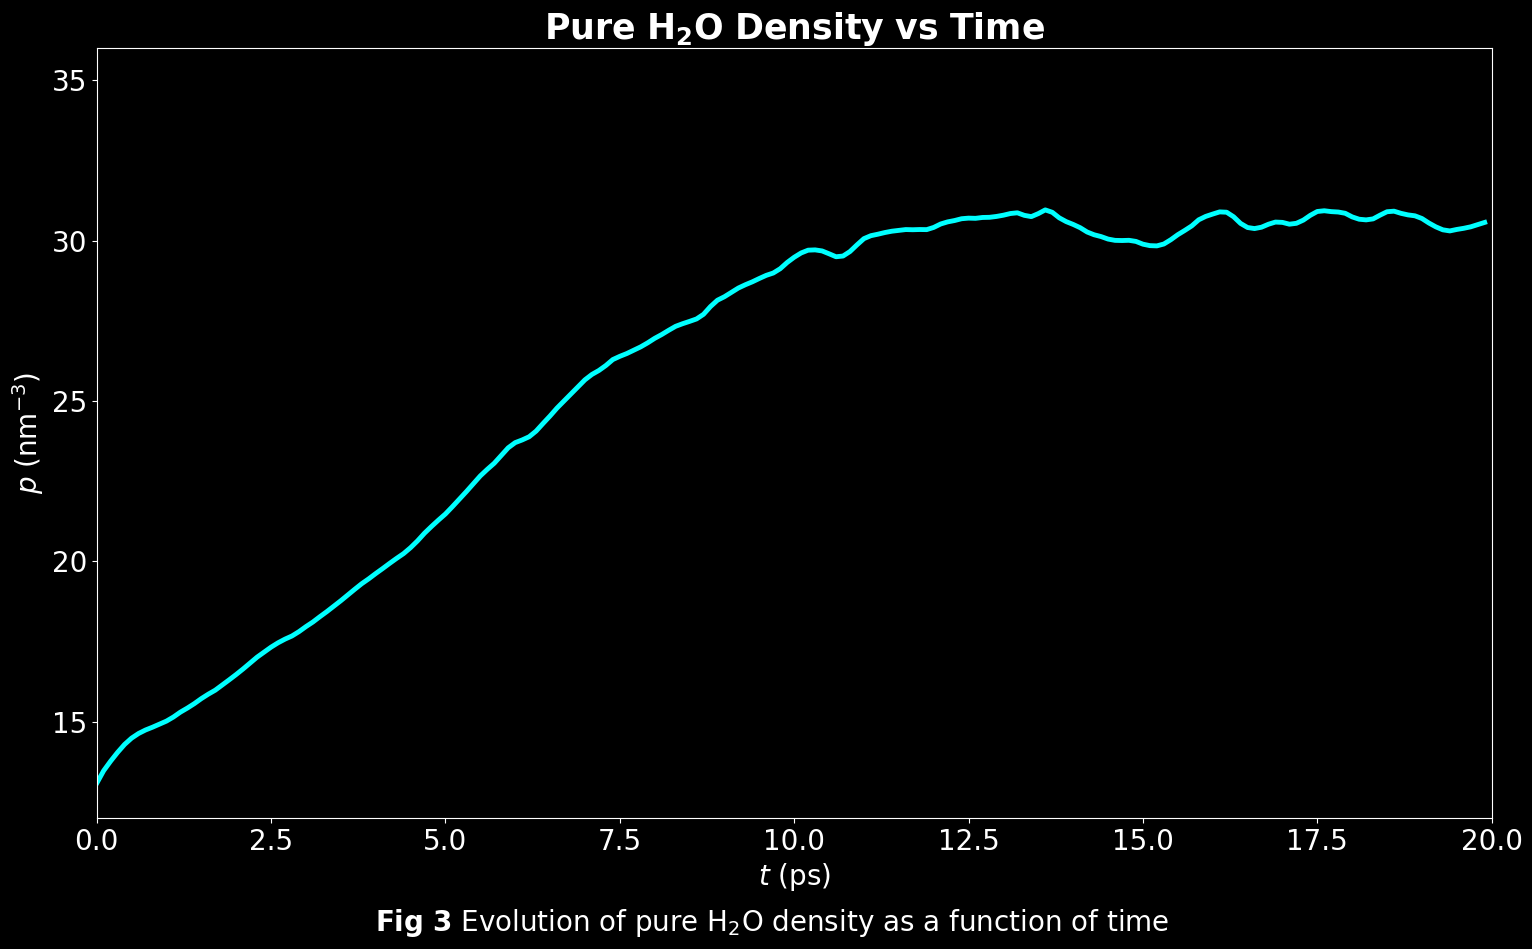 Pure H₂O Density vs Time
35
30
25
20
15
p (nm⁻³)
0.0 2.5 5.0 7.5 10.0 12.5 15.0 17.5 20.0
t (ps)
Fig 3 Evolution of pure H₂O density as a function of time